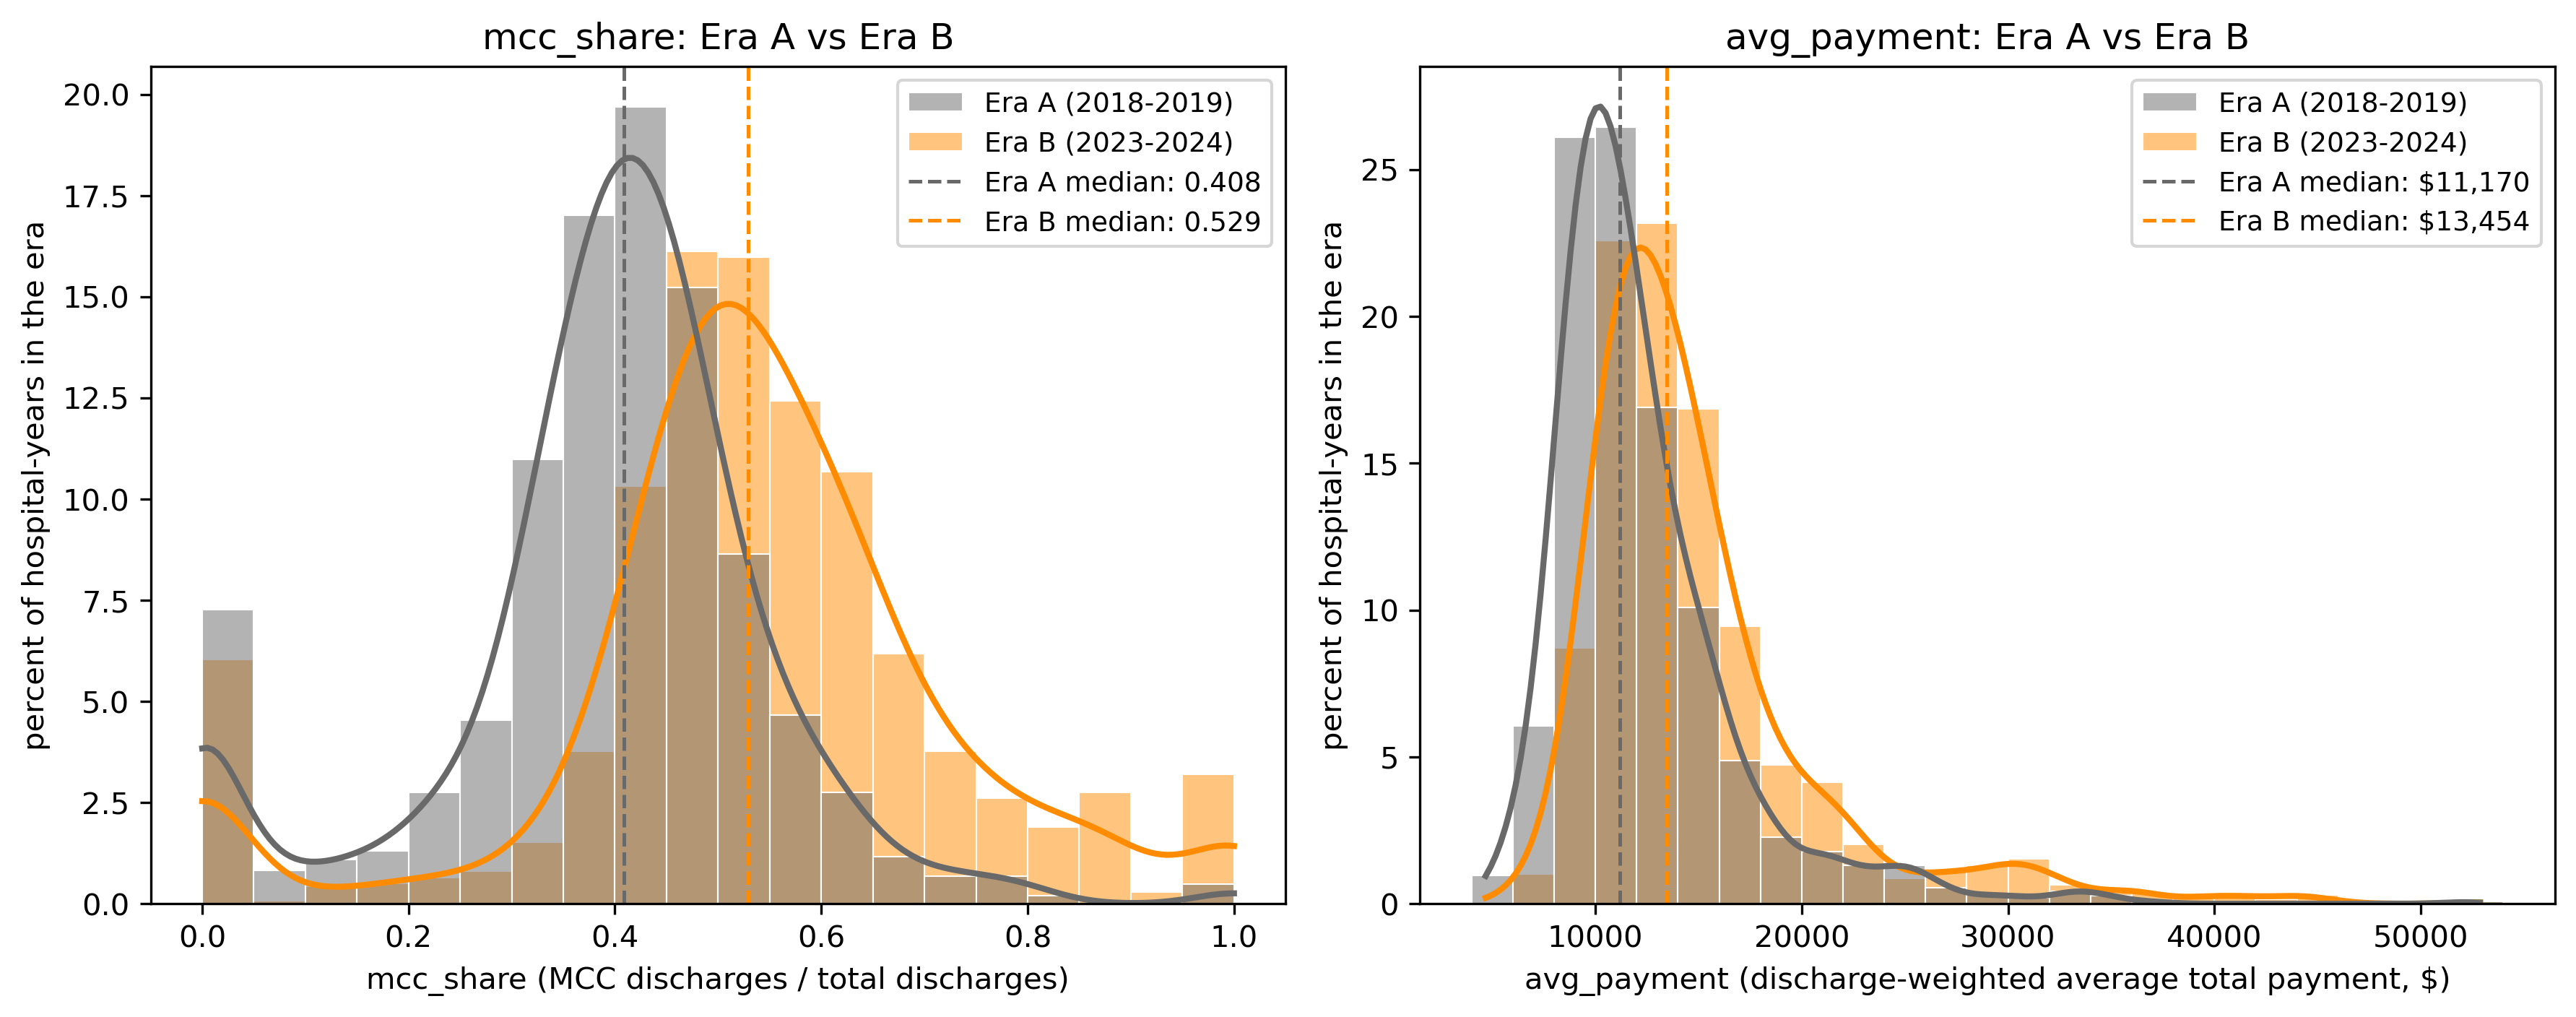 mcc_share: Era A vs Era B
20.0
17.5
15.0
12.5
10.0
7.5
5.0
2.5
0.0
percent of hospital-years in the era
Era A (2018-2019)
Era B (2023-2024)
Era A median: 0.408
Era B median: 0.529
0.0 0.2 0.4 0.6 0.8 1.0
mcc_share (MCC discharges / total discharges)
avg_payment: Era A vs Era B
25
20
15
10
5
0
percent of hospital-years in the era
Era A (2018-2019)
Era B (2023-2024)
Era A median: $11,170
Era B median: $13,454
10000 20000 30000 40000 50000
avg_payment (discharge-weighted average total payment, $)